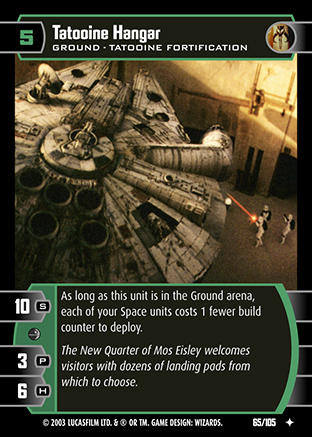 5 Tatooine Hangar
GROUND - TATOOINE FORTIFICATION
10 S
As long as this unit is in the Ground arena,
each of your Space units costs 1 fewer build
counter to deploy.
3 P
The New Quarter of Mos Eisley welcomes
visitors with dozens of landing pads from
which to choose.
6 H
© 2003 LUCASFILM LTD. & ® OR TM. GAME DESIGN: WIZARDS. 65/105